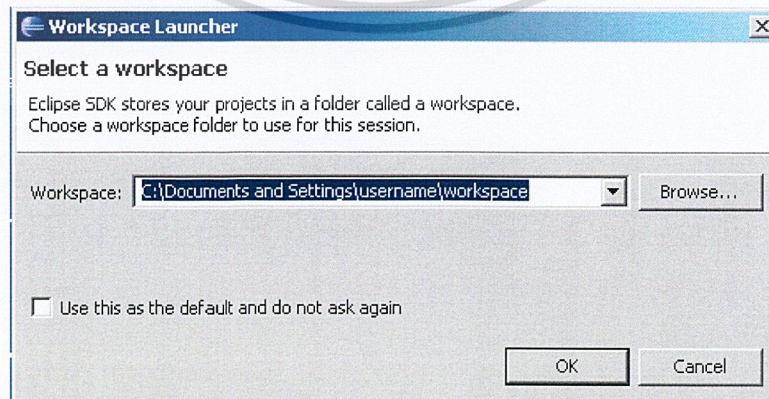 Workspace Launcher
Select a workspace
Eclipse SDK stores your projects in a folder called a workspace.
Choose a workspace folder to use for this session.
Workspace: C:\Documents and Settings\username\workspace Browse...
Use this as the default and do not ask again
OK Cancel